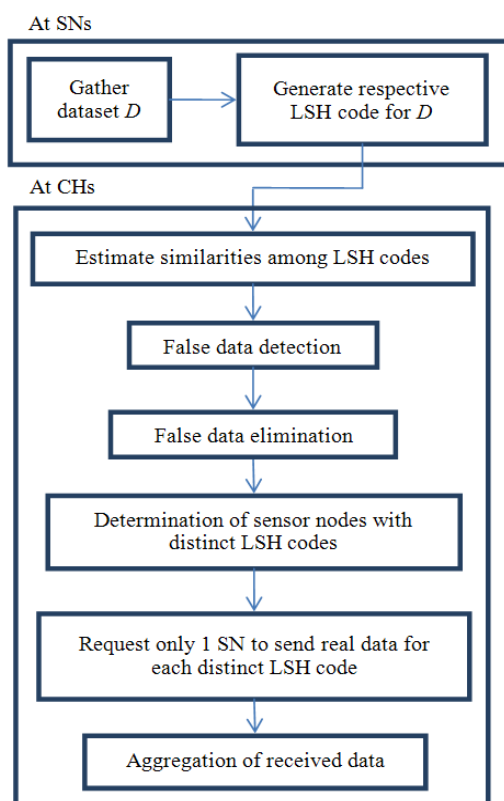 At SNs
Gather
dataset D
Generate respective
LSH code for D
At CHs
Estimate similarities among LSH codes
False data detection
False data elimination
Determination of sensor nodes with
distinct LSH codes
Request only 1 SN to send real data for
each distinct LSH code
Aggregation of received data